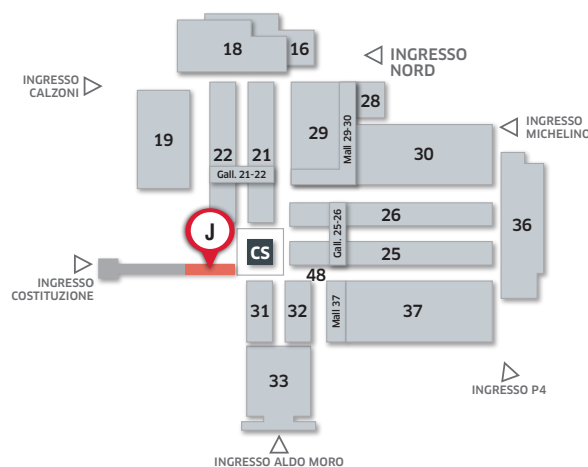 18
16
INGRESSO
NORD
INGRESSO
CALZONI
28
INGRESSO
MICHELINO
19
22
21
29
Mall 29-30
30
Gall. 21-22
36
26
Gall. 25-26
J
CS
25
INGRESSO
COSTITUZIONE
48
31
32
Mall 37
37
33
INGRESSO P4
INGRESSO ALDO MORO